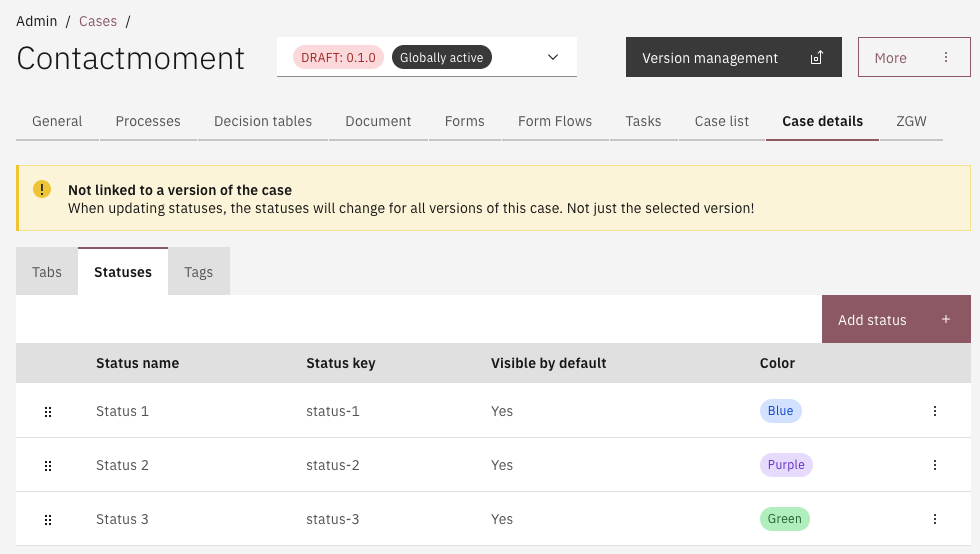 Admin / Cases /
Contactmoment
DRAFT: 0.1.0 Globally active
Version management
More
General Processes Decision tables Document Forms Form Flows Tasks Case list Case details ZGW
Not linked to a version of the case
When updating statuses, the statuses will change for all versions of this case. Not just the selected version!
Tabs Statuses Tags
Add status +
Status name Status key Visible by default Color
Status 1 status-1 Yes Blue
Status 2 status-2 Yes Purple
Status 3 status-3 Yes Green